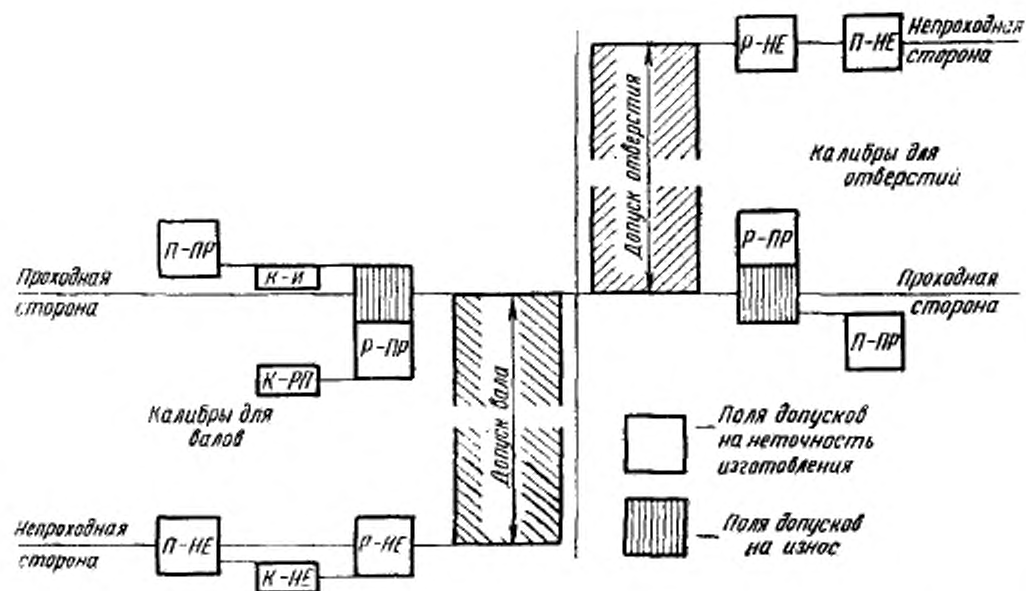 Р-НЕ
П-НЕ
Непроходная
сторона
Допуск отверстия
Калибры для
отверстий
П-ПР
К-И
Р-ПР
Проходная
сторона
Проходная
сторона
Р-ПР
П-ПР
К-РП
Калибры для
валов
Допуск вала
Поля допусков
на неточность
изготовления
Непроходная
сторона
П-НЕ
К-НЕ
Р-НЕ
Поля допусков
на износ